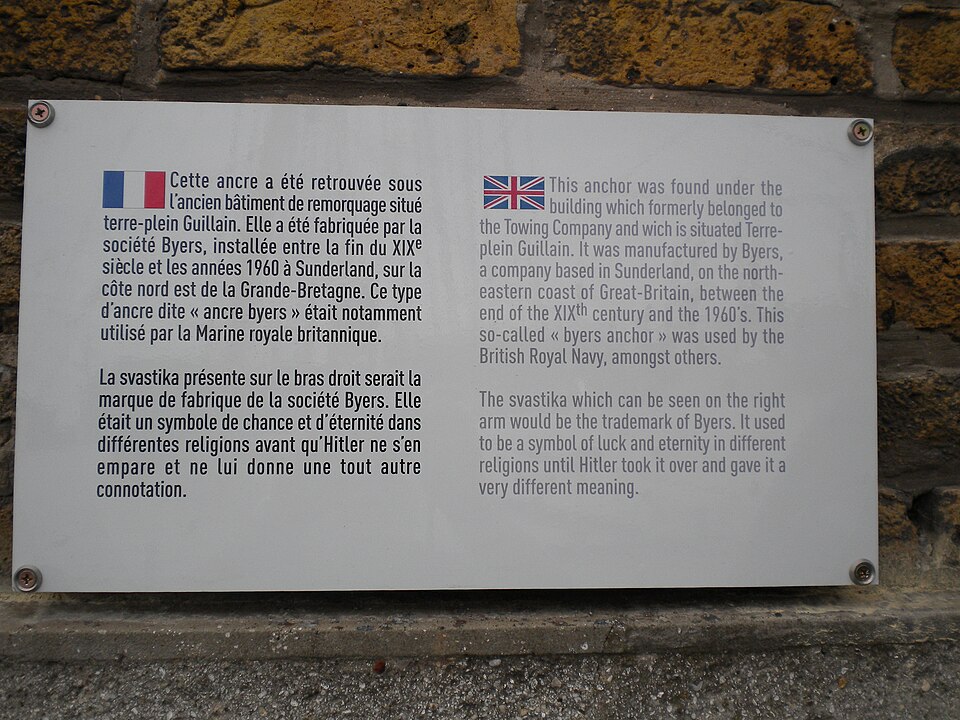 Cette ancre a été retrouvée sous
l'ancien bâtiment de remorquage situé
terre-plein Guillain. Elle a été fabriquée par la
société Byers, installée entre la fin du XIXe
siècle et les années 1960 à Sunderland, sur la
côte nord est de la Grande-Bretagne. Ce type
d'ancre dite « ancre byers » était notamment
utilisé par la Marine royale britannique.
La svastika présente sur le bras droit serait la
marque de fabrique de la société Byers. Elle
était un symbole de chance et d'éternité dans
différentes religions avant qu'Hitler ne s'en
empare et ne lui donne une tout autre
connotation.
This anchor was found under the
building which formerly belonged to
the Towing Company and wich is situated Terre-
plein Guillain. It was manufactured by Byers,
a company based in Sunderland, on the north-
eastern coast of Great-Britain, between the
end of the XIXth century and the 1960's. This
so-called « byers anchor » was used by the
British Royal Navy, amongst others.
The svastika which can be seen on the right
arm would be the trademark of Byers. It used
to be a symbol of luck and eternity in different
religions until Hitler took it over and gave it a
very different meaning.